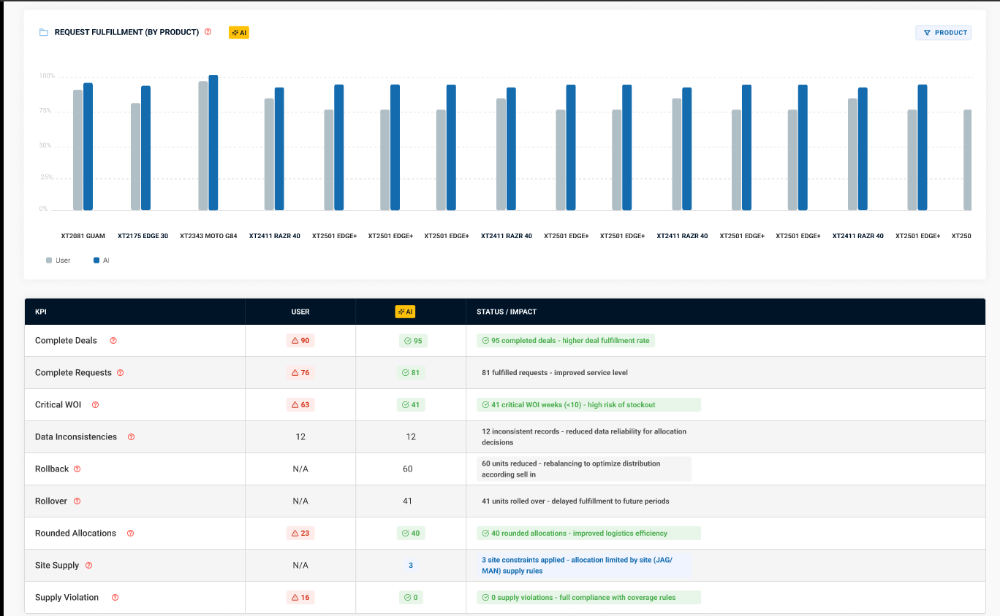 REQUEST FULFILLMENT (BY PRODUCT) AI PRODUCT
100%
75%
50%
25%
0%
XT2081 GUAM XT2175 EDGE 30 XT2343 MOTO G84 XT2411 RAZR 40 XT2501 EDGE+ XT2501 EDGE+ XT2501 EDGE+ XT2411 RAZR 40 XT2501 EDGE+ XT2501 EDGE+ XT2411 RAZR 40 XT2501 EDGE+ XT2501 EDGE+ XT2411 RAZR 40 XT2501 EDGE+ XT250
User AI
KPI USER AI STATUS / IMPACT
Complete Deals 90 95 95 completed deals - higher deal fulfillment rate
Complete Requests 76 81 81 fulfilled requests - improved service level
Critical WOI 63 41 41 critical WOI weeks (<10) - high risk of stockout
Data Inconsistencies 12 12 12 inconsistent records - reduced data reliability for allocation
decisions
Rollback N/A 60 60 units reduced - rebalancing to optimize distribution
according sell in
Rollover N/A 41 41 units rolled over - delayed fulfillment to future periods
Rounded Allocations 23 40 40 rounded allocations - improved logistics efficiency
Site Supply N/A 3 3 site constraints applied - allocation limited by site (JAG/
MAN) supply rules
Supply Violation 16 0 0 supply violations - full compliance with coverage rules